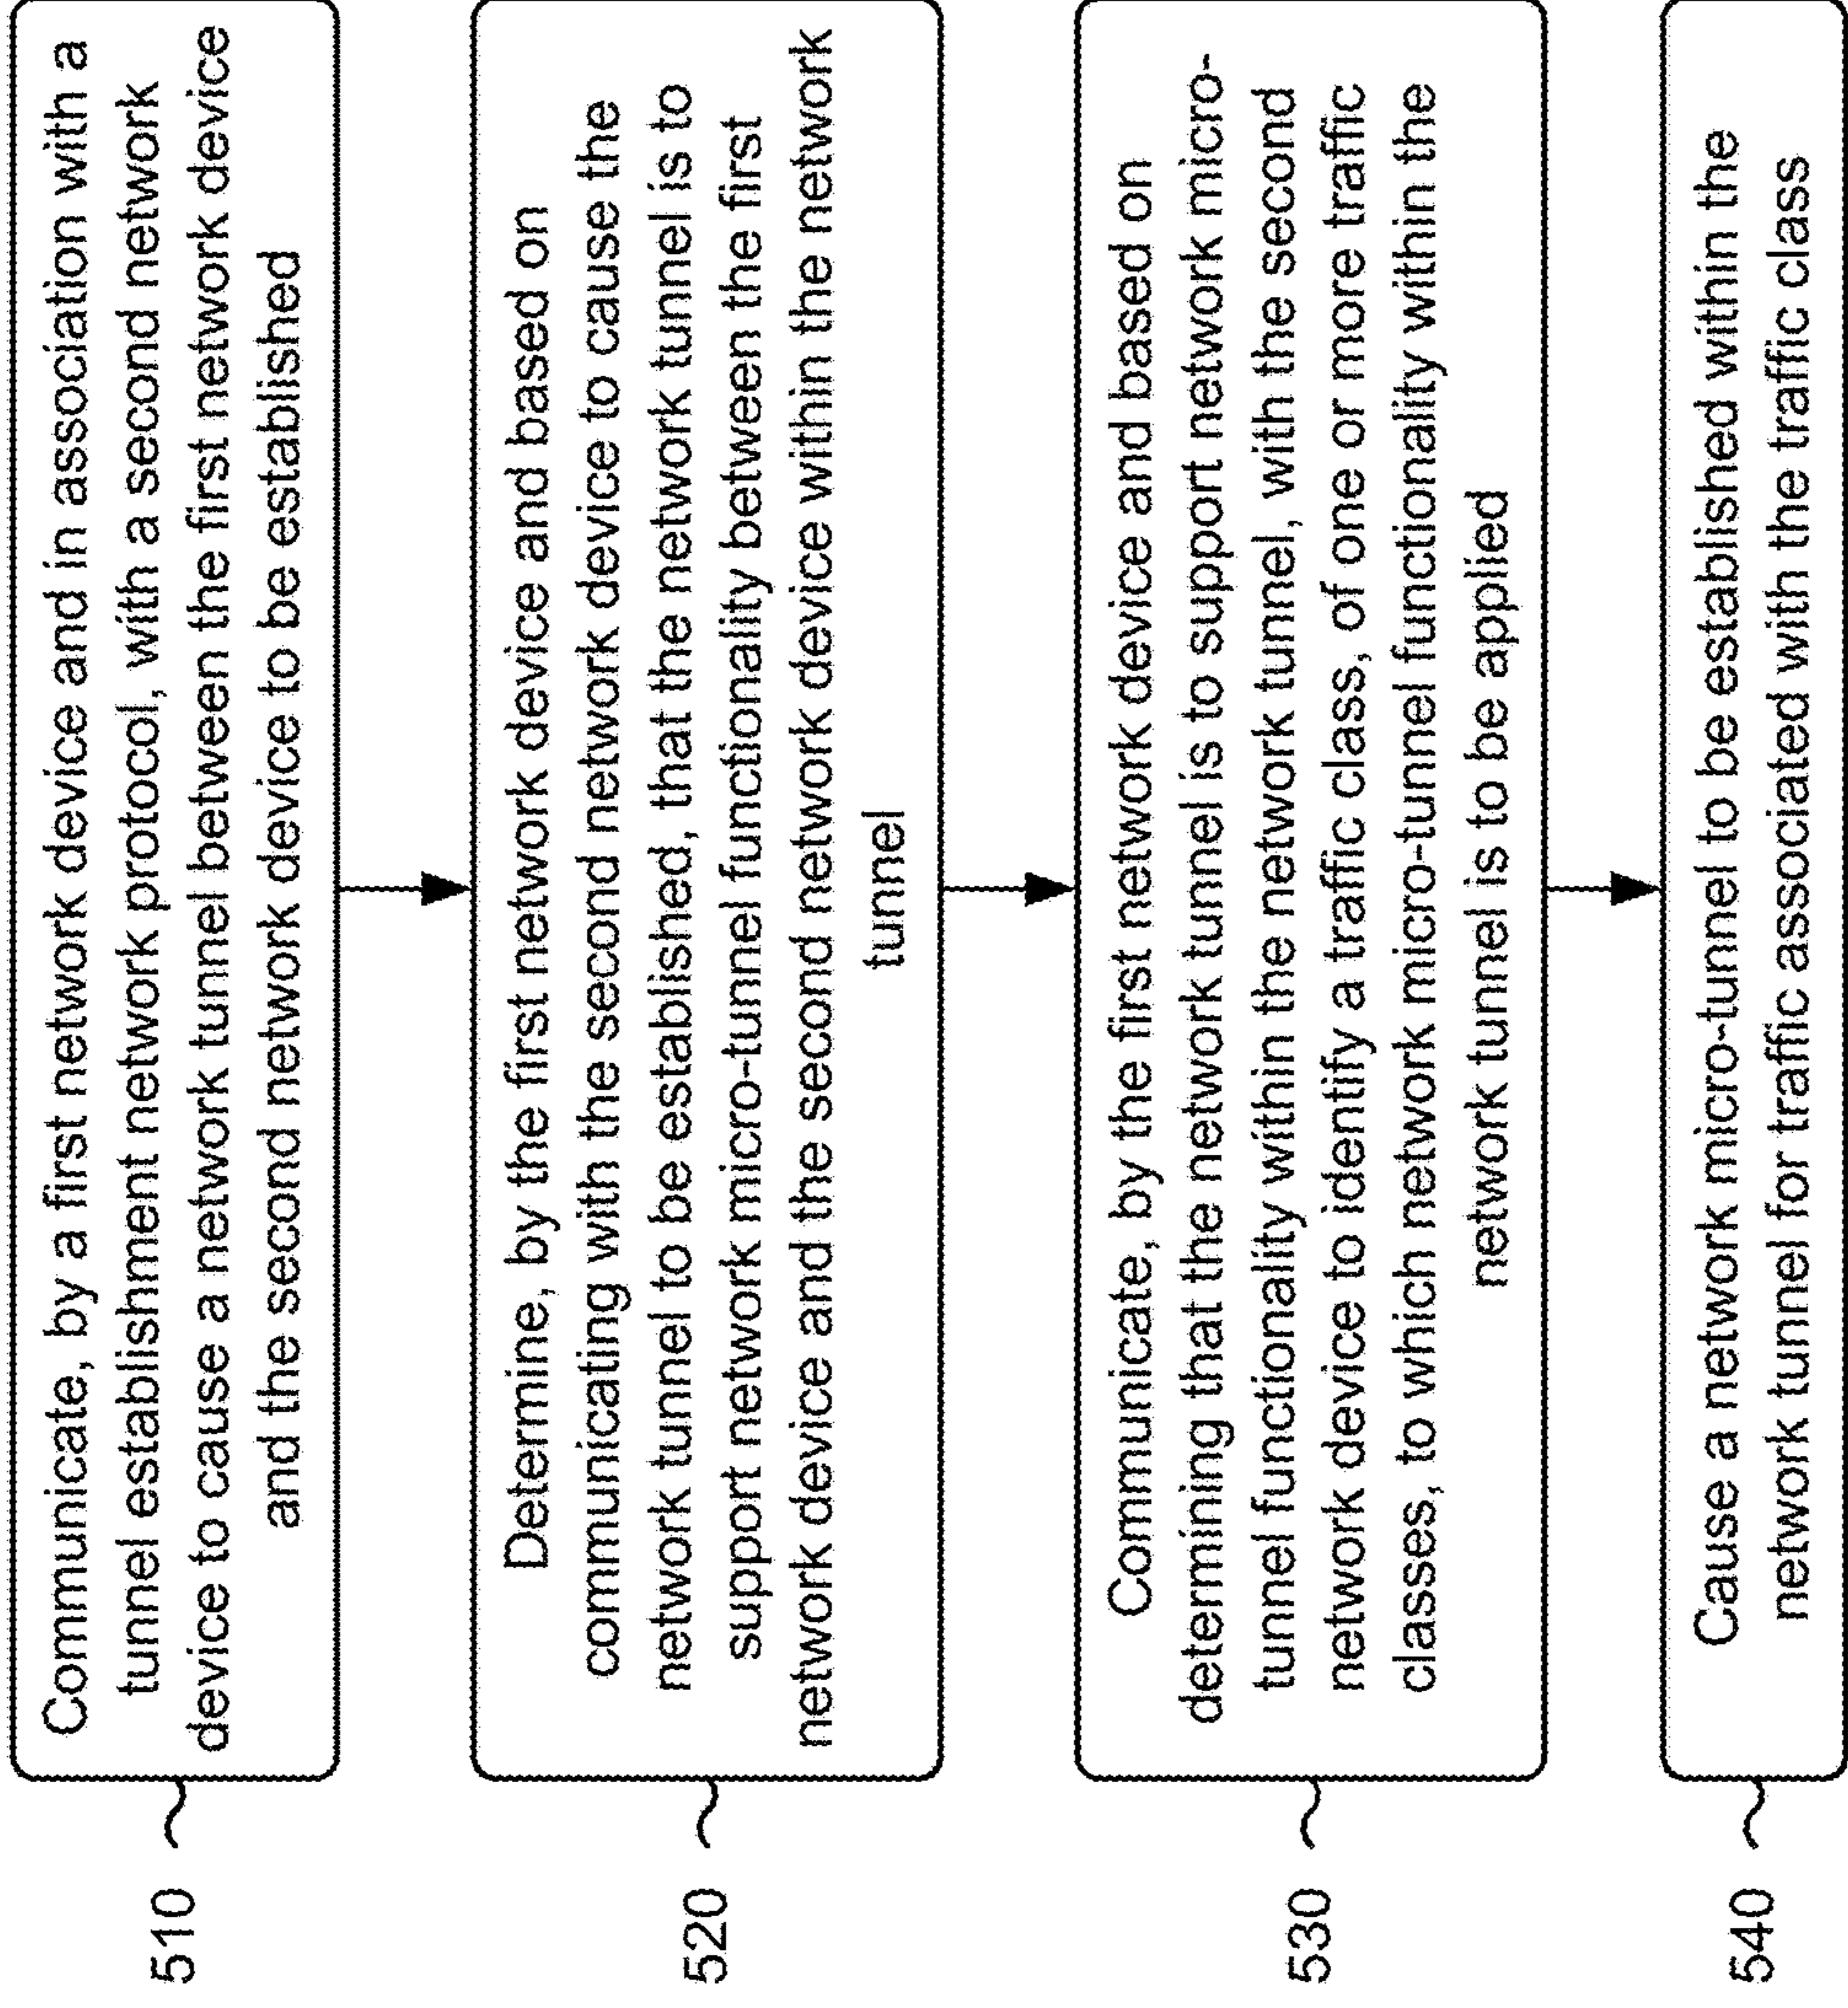 510
Communicate, by a first network device and in association with a
tunnel establishment network protocol, with a second network
device to cause a network tunnel between the first network device
and the second network device to be established
520
Determine, by the first network device and based on
communicating with the second network device to cause the
network tunnel to be established, that the network tunnel is to
support network micro-tunnel functionality between the first
network device and the second network device within the network
tunnel
530
Communicate, by the first network device and based on
determining that the network tunnel is to support network micro-
tunnel functionality within the network tunnel, with the second
network device to identify a traffic class, of one or more traffic
classes, to which network micro-tunnel functionality within the
network tunnel is to be applied
540
Cause a network micro-tunnel to be established within the
network tunnel for traffic associated with the traffic class